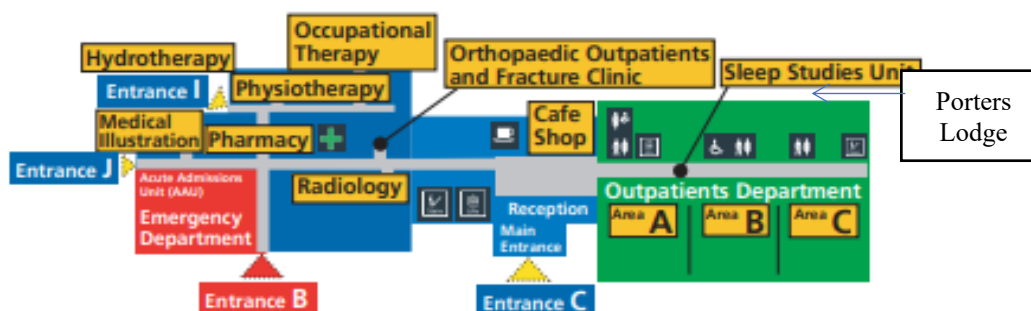 Occupational
Therapy
Orthopaedic Outpatients
and Fracture Clinic
Sleep Studies Unit
Porters
Lodge
Hydrotherapy
Entrance I
Physiotherapy
Cafe
Shop
Medical
Illustration
Pharmacy
Entrance J
Acute Admissions
Unit (AAU)
Emergency
Department
Radiology
Reception
Main
Entrance
Outpatients Department
Area A
Area B
Area C
Entrance B
Entrance C